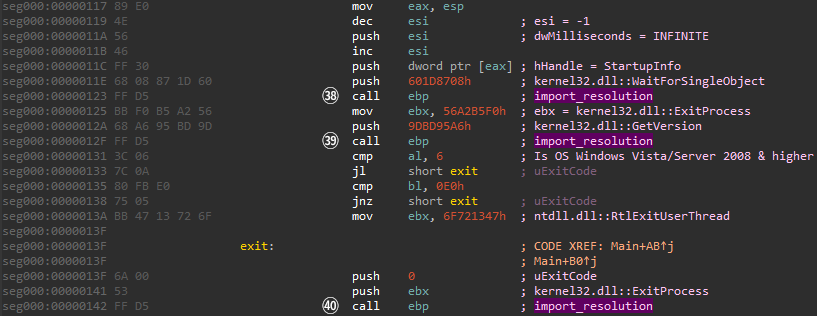 seg000:00000117 89 E0 mov eax, esp
seg000:00000119 4E dec esi ; esi = -1
seg000:0000011A 56 push esi ; dwMilliseconds = INFINITE
seg000:0000011B 46 inc esi
seg000:0000011C FF 30 push dword ptr [eax] ; hHandle = StartupInfo
seg000:0000011E 68 08 87 1D 60 push 601D8708h ; kernel32.dll::WaitForSingleObject
seg000:00000123 FF D5 38 call ebp ; import_resolution
seg000:00000125 BB F0 B5 A2 56 mov ebx, 56A2B5F0h ; ebx = kernel32.dll::ExitProcess
seg000:0000012A 68 A6 95 BD 9D push 9DBD95A6h ; kernel32.dll::GetVersion
seg000:0000012F FF D5 39 call ebp ; import_resolution
seg000:00000131 3C 06 cmp al, 6 ; Is OS Windows Vista/Server 2008 & higher
seg000:00000133 7C 0A jl short exit ; uExitCode
seg000:00000135 80 FB E0 cmp bl, 0E0h ; uExitCode
seg000:00000138 75 05 jnz short exit ; uExitCode
seg000:0000013A BB 47 13 72 6F mov ebx, 6F721347h ; ntdll.dll::RtlExitUserThread
seg000:0000013F
seg000:0000013F exit: ; CODE XREF: Main+AB↑j
seg000:0000013F ; Main+B0↑j
seg000:0000013F 6A 00 push 0 ; uExitCode
seg000:00000141 53 push ebx ; kernel32.dll::ExitProcess
seg000:00000142 FF D5 40 call ebp ; import_resolution